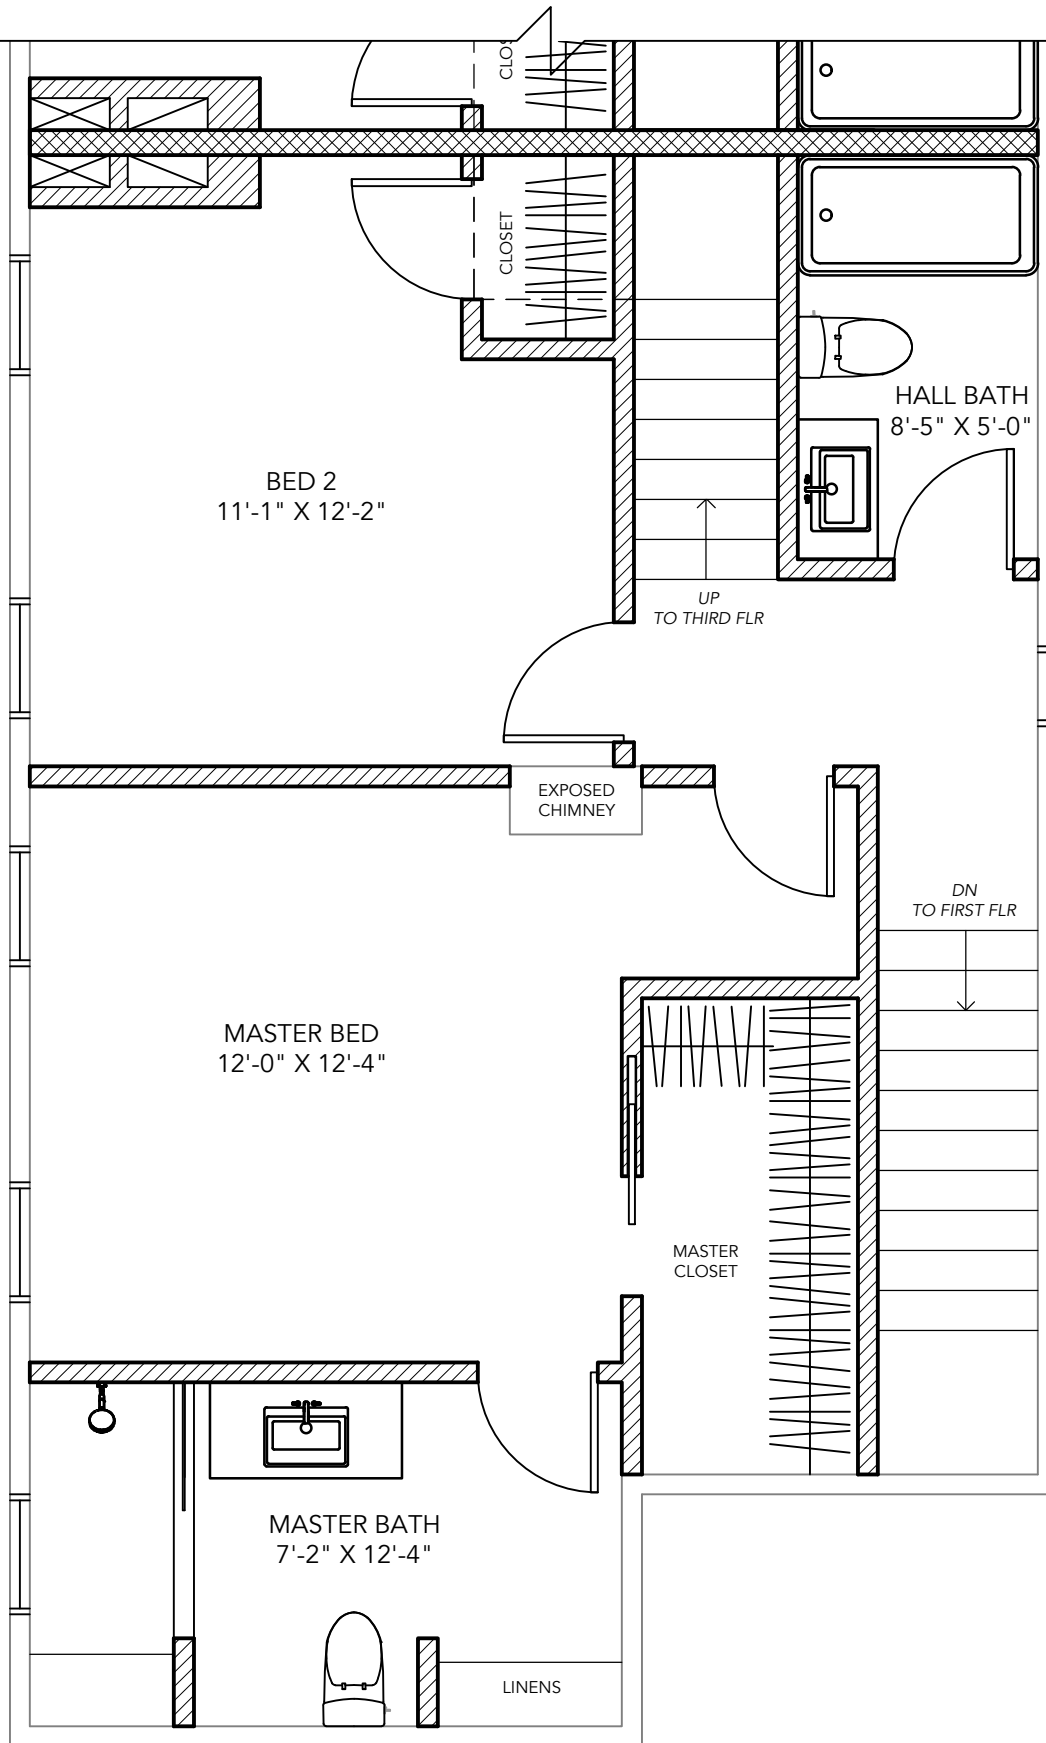 CLOS
CLOSET
HALL BATH
8'-5" X 5'-0"
BED 2
11'-1" X 12'-2"
UP
TO THIRD FLR
EXPOSED
CHIMNEY
DN
TO FIRST FLR
MASTER BED
12'-0" X 12'-4"
MASTER
CLOSET
MASTER BATH
7'-2" X 12'-4"
LINENS